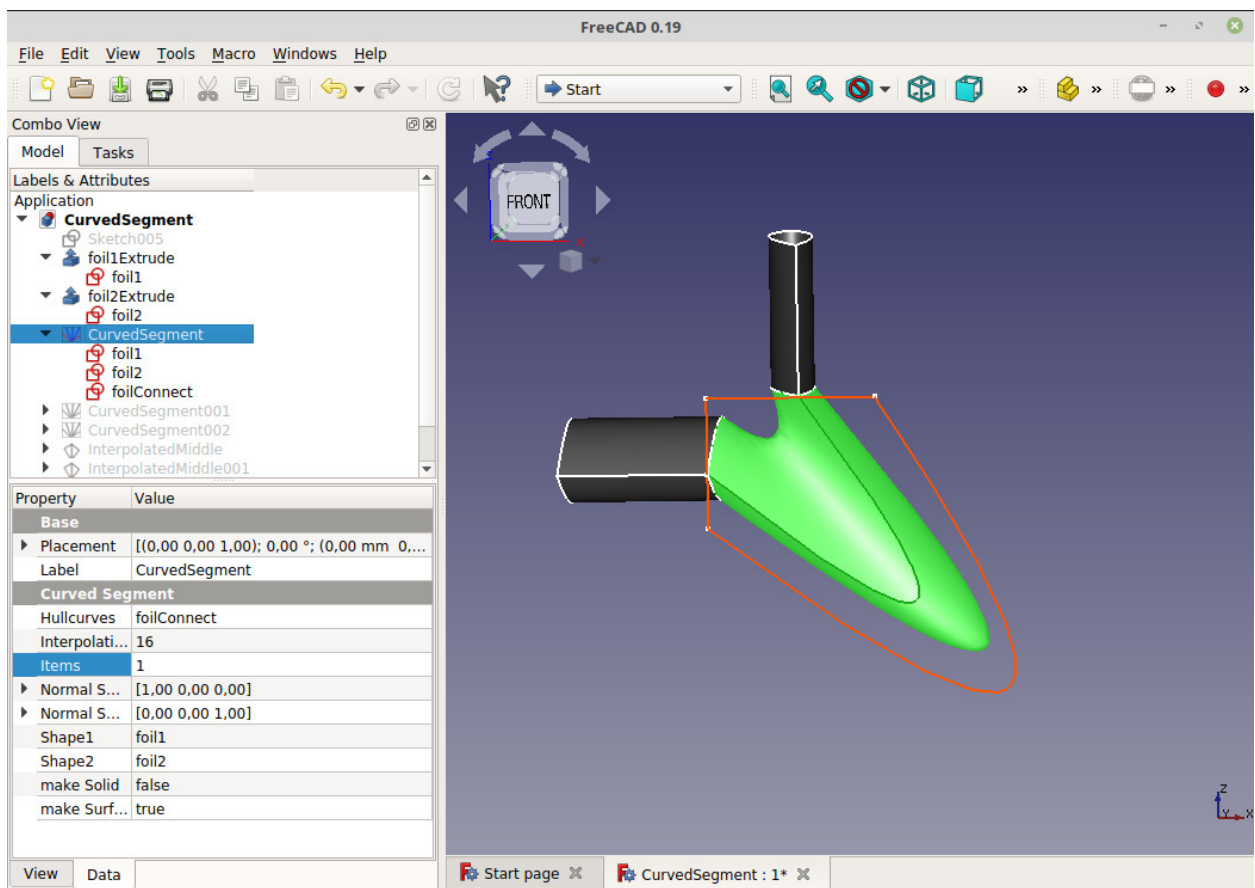 FreeCAD 0.19
File Edit View Tools Macro Windows Help
Start
»
»
»
»
Combo View
Model Tasks
Labels & Attributes
Application
CurvedSegment
Sketch005
foil1Extrude
foil1
foil2Extrude
foil2
CurvedSegment
foil1
foil2
foilConnect
CurvedSegment001
CurvedSegment002
InterpolatedMiddle
InterpolatedMiddle001
Property Value
Base
Placement [(0,00 0,00 1,00); 0,00 °; (0,00 mm 0,...
Label CurvedSegment
Curved Segment
Hullcurves foilConnect
Interpolati... 16
Items 1
Normal S... [1,00 0,00 0,00]
Normal S... [0,00 0,00 1,00]
Shape1 foil1
Shape2 foil2
make Solid false
make Surf... true
View Data
FRONT
Z
Y X
Start page
CurvedSegment : 1*